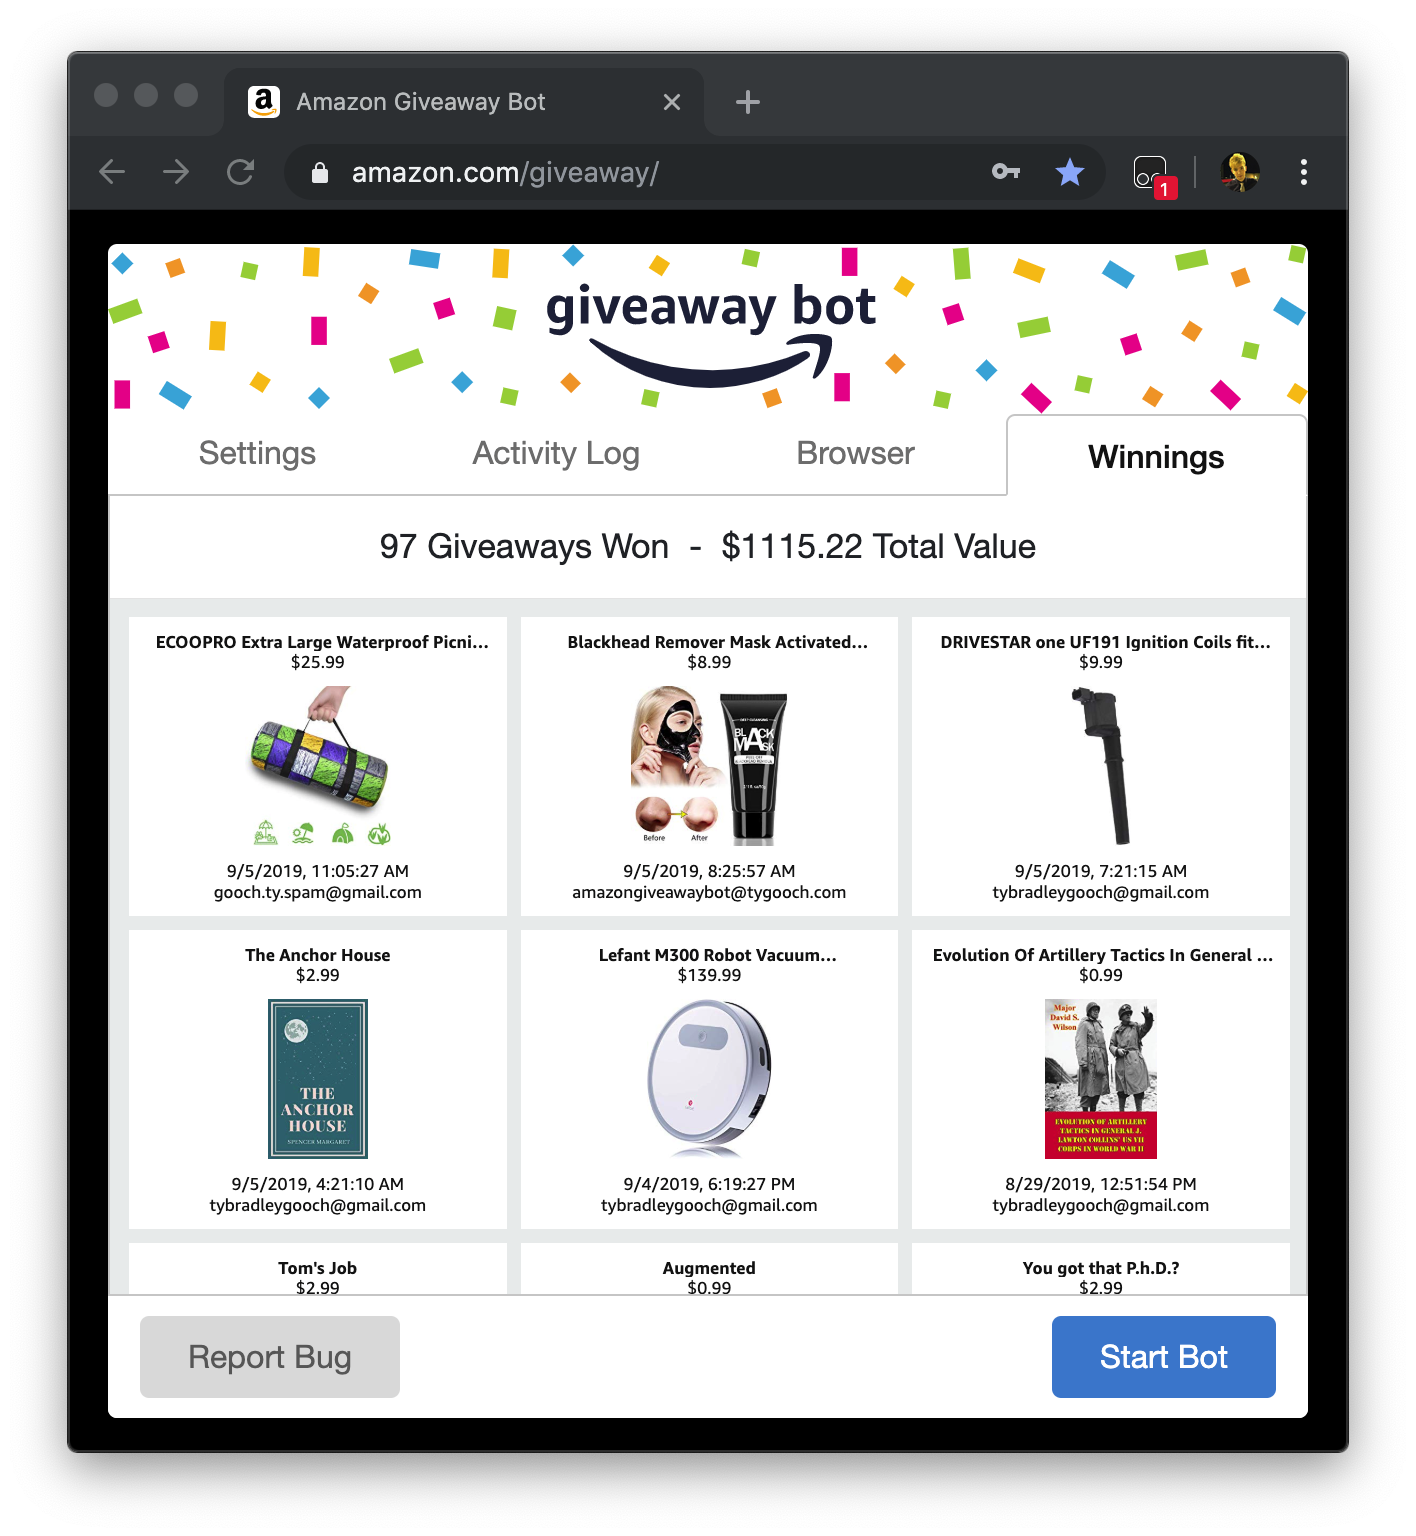 Amazon Giveaway Bot
amazon.com/giveaway/
1
giveaway bot
Settings
Activity Log
Browser
Winnings
97 Giveaways Won - $1115.22 Total Value
ECOOPRO Extra Large Waterproof Picni...
$25.99
9/5/2019, 11:05:27 AM
gooch.ty.spam@gmail.com
Blackhead Remover Mask Activated...
$8.99
DEEP CLEANSING
BLACK
MASK
PEEL OFF
BLACKHEAD REMOVAL
Before
After
9/5/2019, 8:25:57 AM
amazongiveawaybot@tygooch.com
DRIVESTAR one UF191 Ignition Coils fit...
$9.99
9/5/2019, 7:21:15 AM
tybradleygooch@gmail.com
The Anchor House
$2.99
THE
ANCHOR
HOUSE
SPENCER MARGARET
9/5/2019, 4:21:10 AM
tybradleygooch@gmail.com
Lefant M300 Robot Vacuum...
$139.99
9/4/2019, 6:19:27 PM
tybradleygooch@gmail.com
Evolution Of Artillery Tactics In General ...
$0.99
Major
David S.
Wilson
EVOLUTION OF ARTILLERY
TACTICS IN GENERAL J.
LAWTON COLLINS' US VII
CORPS IN WORLD WAR II
8/29/2019, 12:51:54 PM
tybradleygooch@gmail.com
Tom's Job
$2.99
Augmented
$0.99
You got that P.h.D.?
$2.99
Report Bug
Start Bot